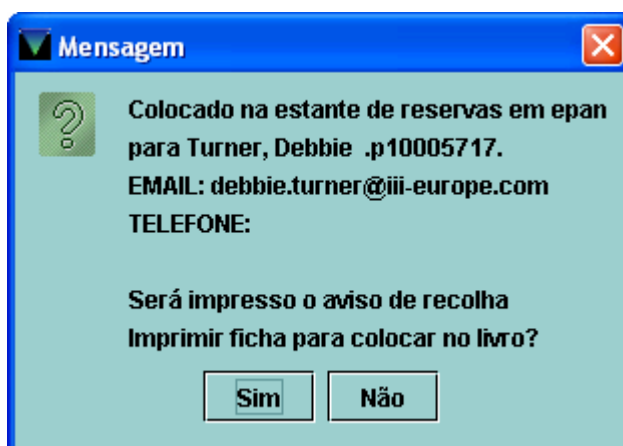 Mensagem
Colocado na estante de reservas em epan
para Turner, Debbie .p10005717.
EMAIL: debbie.turner@iii-europe.com
TELEFONE:
Será impresso o aviso de recolha
Imprimir ficha para colocar no livro?
Sim Não